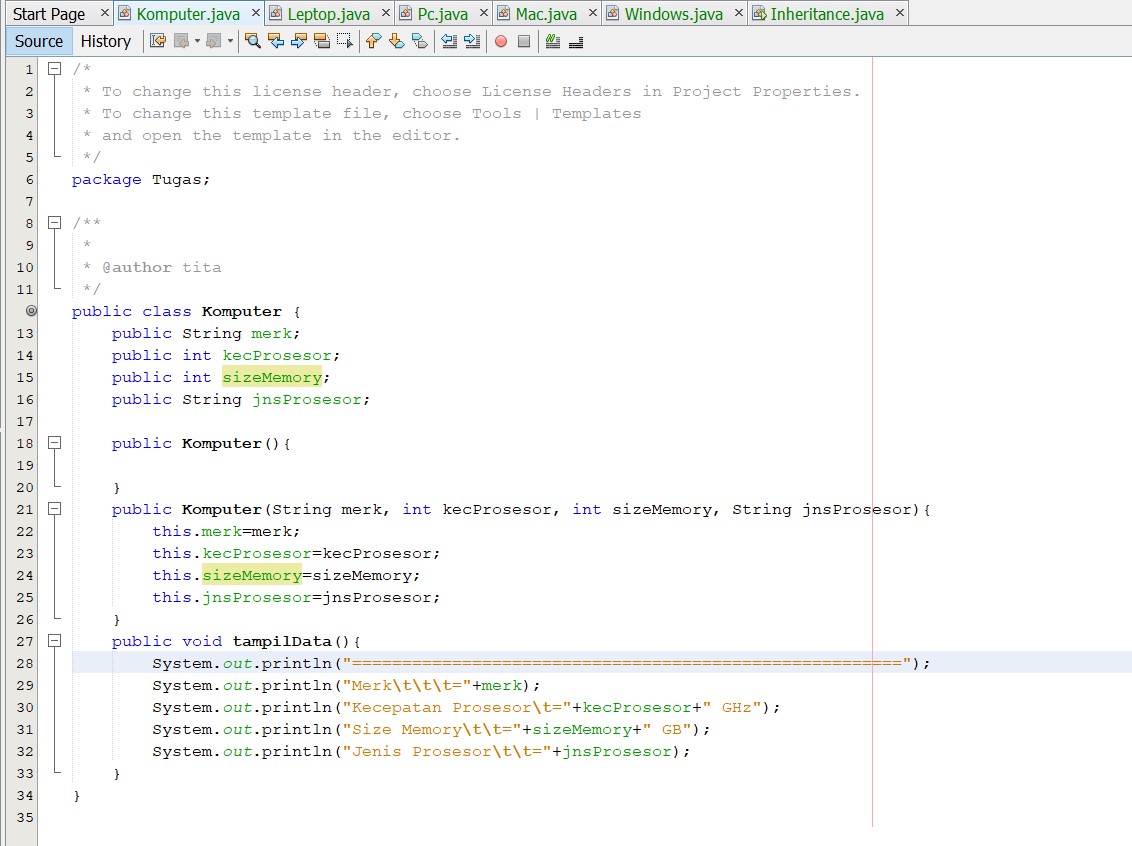 Start Page Komputer.java Leptop.java Pc.java Mac.java Windows.java Inheritance.java
Source History
1 /*
2  * To change this license header, choose License Headers in Project Properties.
3  * To change this template file, choose Tools | Templates
4  * and open the template in the editor.
5  */
6 package Tugas;
7
8 /**
9  *
10  * @author tita
11  */
public class Komputer {
13     public String merk;
14     public int kecProsesor;
15     public int sizeMemory;
16     public String jnsProsesor;
17
18     public Komputer(){
19
20     }
21     public Komputer(String merk, int kecProsesor, int sizeMemory, String jnsProsesor){
22         this.merk=merk;
23         this.kecProsesor=kecProsesor;
24         this.sizeMemory=sizeMemory;
25         this.jnsProsesor=jnsProsesor;
26     }
27     public void tampilData(){
28         System.out.println("=======================================================");
29         System.out.println("Merk\t\t\t="+merk);
30         System.out.println("Kecepatan Prosesor\t="+kecProsesor+" GHz");
31         System.out.println("Size Memory\t\t="+sizeMemory+" GB");
32         System.out.println("Jenis Prosesor\t\t="+jnsProsesor);
33     }
34 }
35